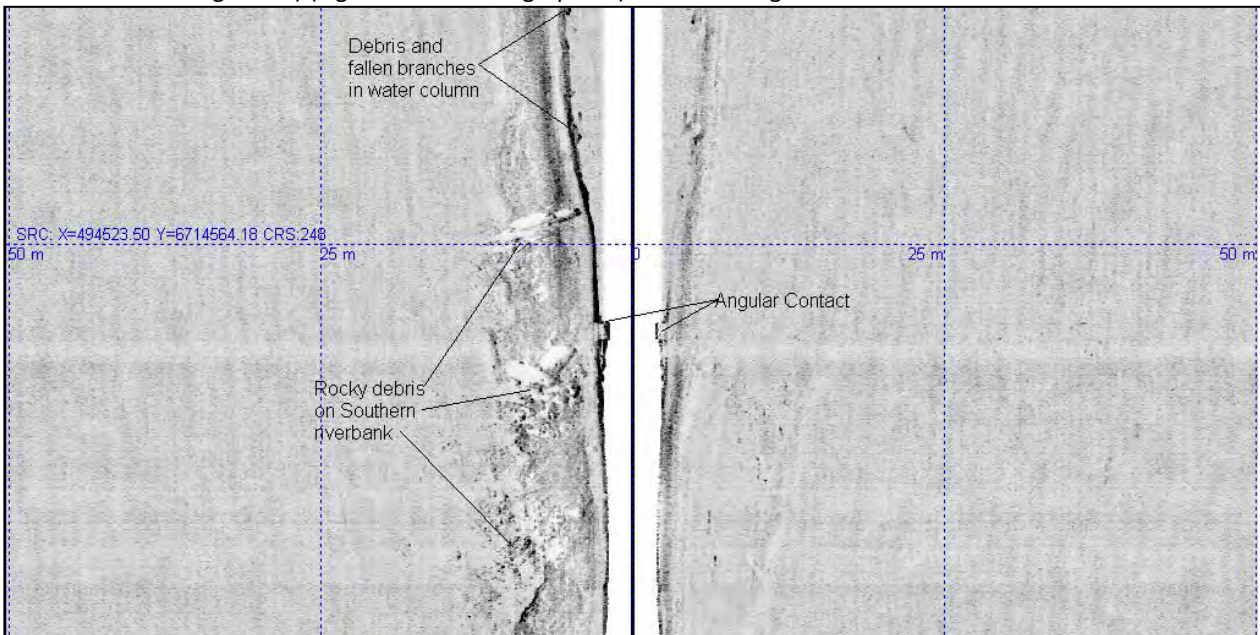 Debris and
fallen branches
in water column
SRC: X=494523.50 Y=6714564.18 CRS:248
50 m
25 m
0
25 m
50 m
Angular Contact
Rocky debris
on Southern
riverbank